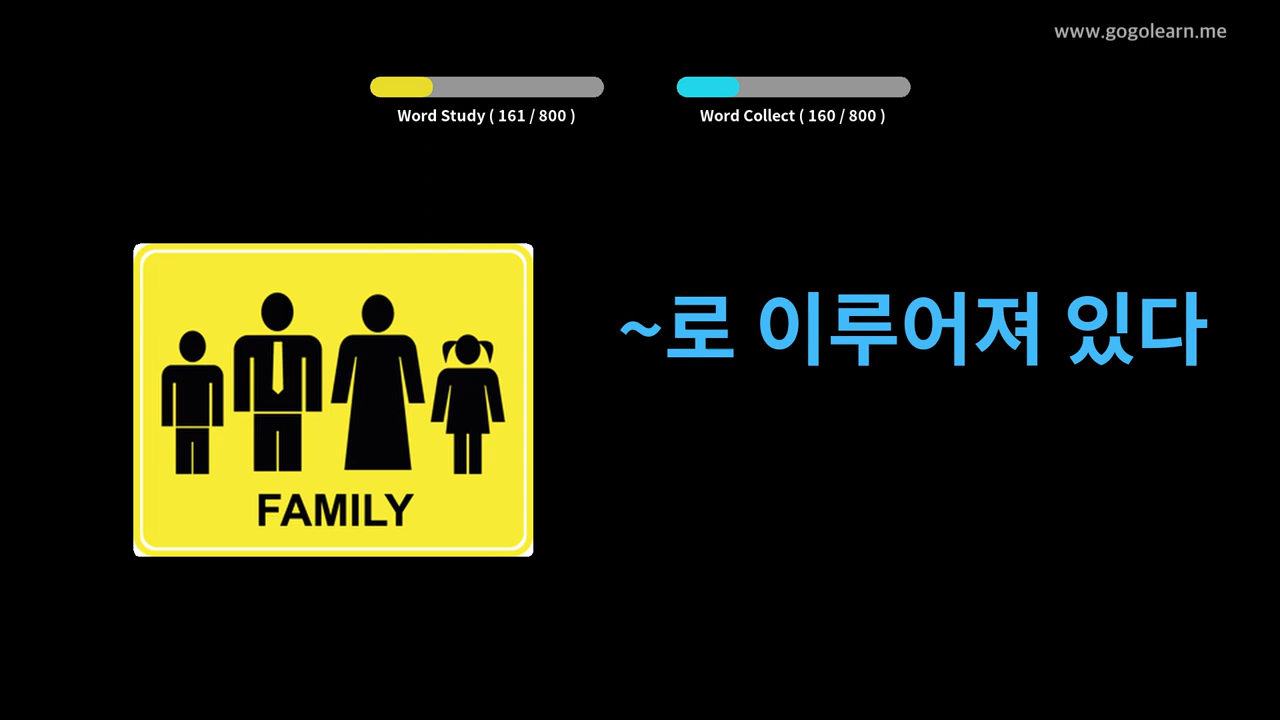 www.gogolearn.me
Word Study ( 161 / 800 )
Word Collect ( 160 / 800 )
~로 이루어져 있다
FAMILY